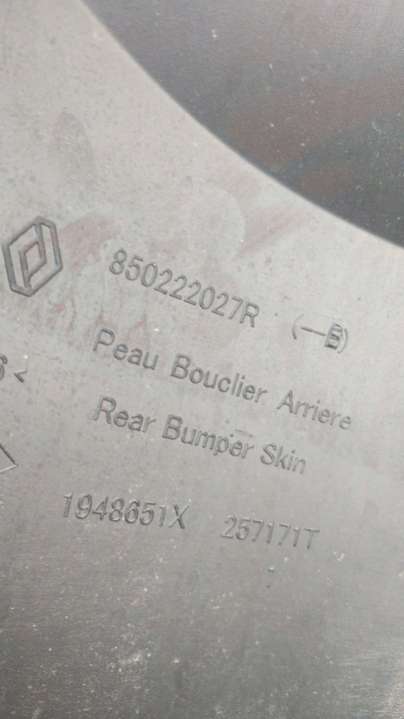 850222027R (—B)
Peau Bouclier Arriere
Rear Bumper Skin
1948651X 257171T